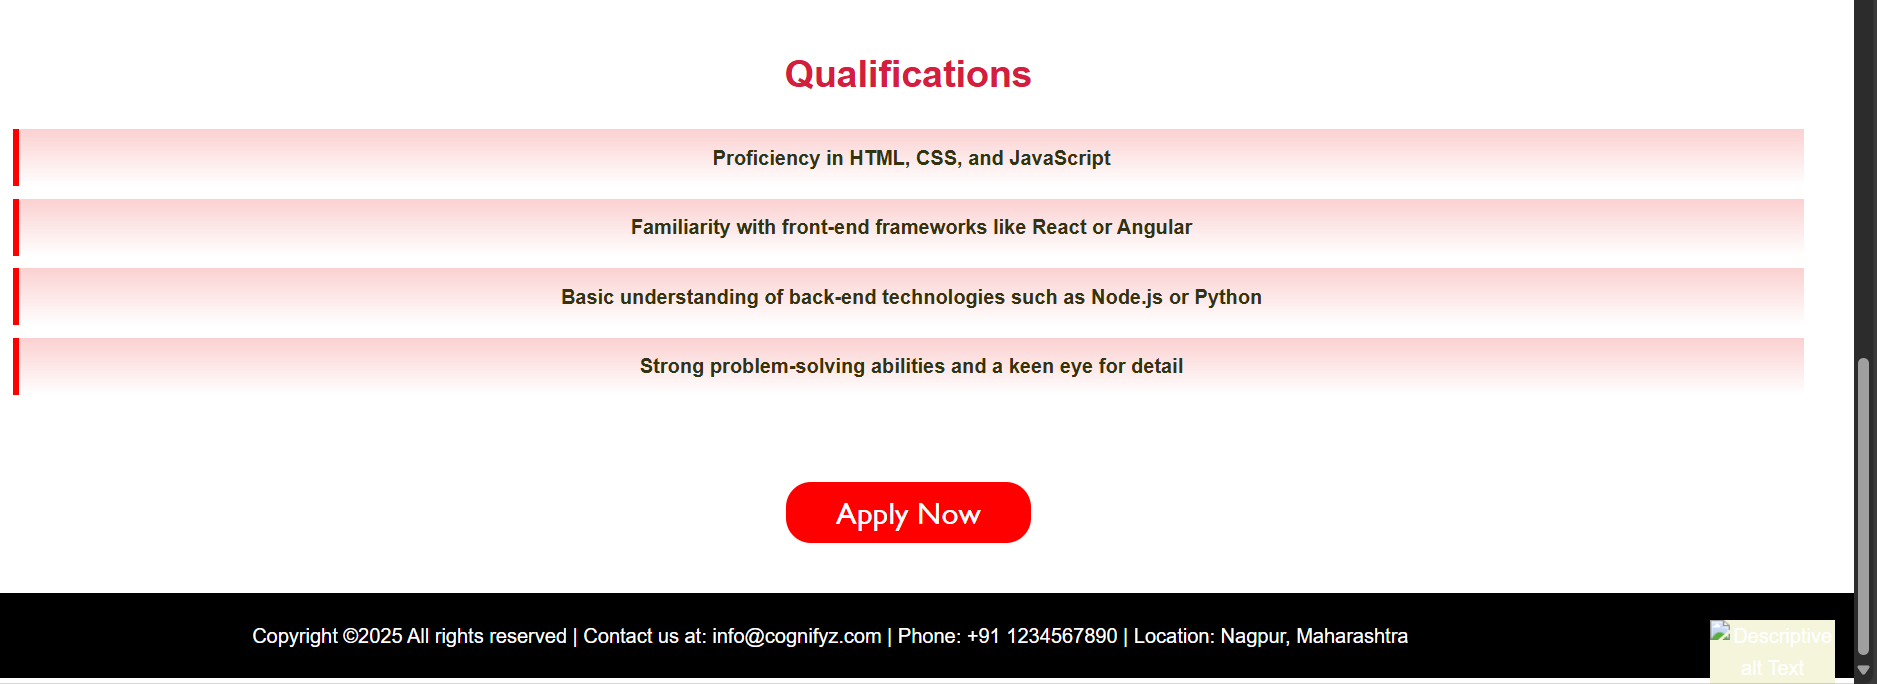 Qualifications
Proficiency in HTML, CSS, and JavaScript
Familiarity with front-end frameworks like React or Angular
Basic understanding of back-end technologies such as Node.js or Python
Strong problem-solving abilities and a keen eye for detail
Apply Now
Copyright ©2025 All rights reserved | Contact us at: info@cognifyz.com | Phone: +91 1234567890 | Location: Nagpur, Maharashtra
Descriptive
alt Text